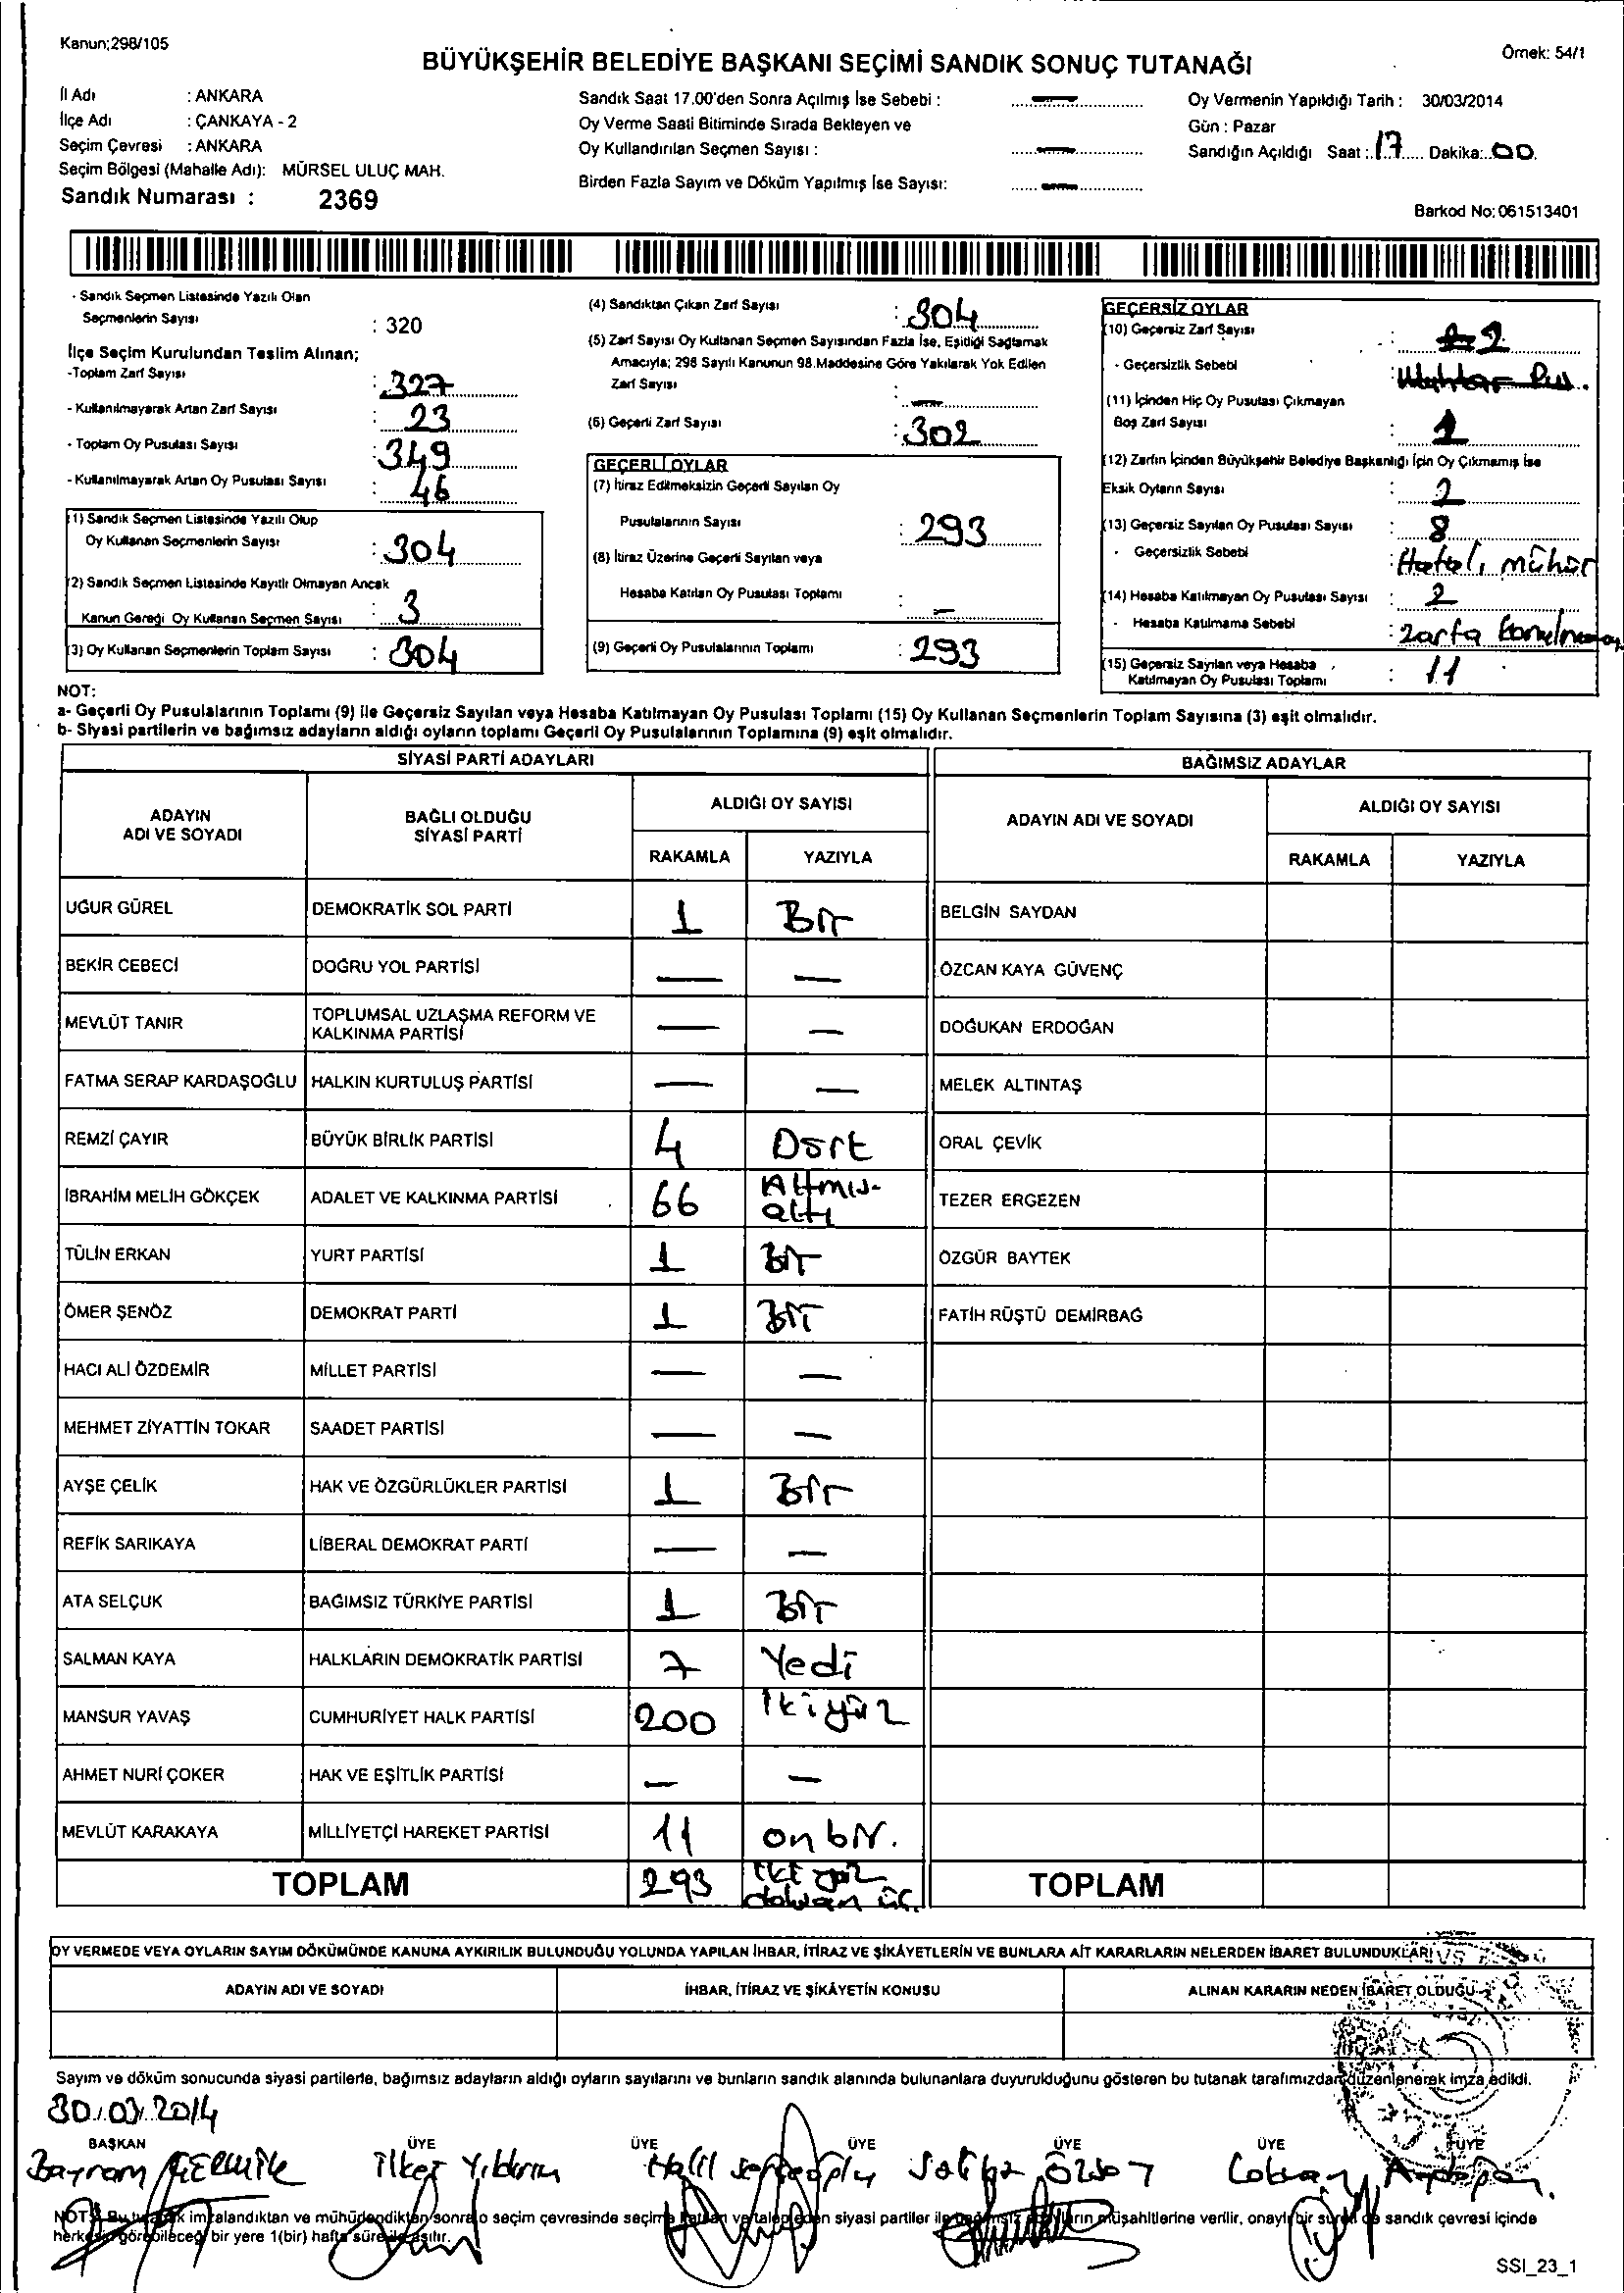 Kanun;298/105
BÜYÜKŞEHİR BELEDİYE BAŞKANI SEÇİMİ SANDIK SONUÇ TUTANAĞI
Örnek: 54/1
İl Adı : ANKARA
İlçe Adı : ÇANKAYA - 2
Seçim Çevresi : ANKARA
Seçim Bölgesi (Mahalle Adı): MÜRSEL ULUÇ MAH.
Sandık Numarası : 2369
Sandık Saat 17.00'den Sonra Açılmış İse Sebebi : —
Oy Verme Saati Bitiminde Sırada Bekleyen ve
Oy Kullandırılan Seçmen Sayısı : —
Birden Fazla Sayım ve Döküm Yapılmış İse Sayısı: —
Oy Vermenin Yapıldığı Tarih : 30/03/2014
Gün : Pazar
Sandığın Açıldığı Saat : 17 Dakika: 00
Barkod No: 061513401
- Sandık Seçmen Listesinde Yazılı Olan
Seçmenlerin Sayısı : 320
İlçe Seçim Kurulundan Teslim Alınan;
-Toplam Zarf Sayısı : 327
- Kullanılmayarak Artan Zarf Sayısı : 23
- Toplam Oy Pusulası Sayısı : 349
- Kullanılmayarak Artan Oy Pusulası Sayısı : 46
(1) Sandık Seçmen Listesinde Yazılı Olup
Oy Kullanan Seçmenlerin Sayısı : 304
(2) Sandık Seçmen Listesinde Kayıtlı Olmayan Ancak
Kanun Gereği Oy Kullanan Seçmen Sayısı : 3
(3) Oy Kullanan Seçmenlerin Toplam Sayısı : 304
(4) Sandıktan Çıkan Zarf Sayısı : 304
(5) Zarf Sayısı Oy Kullanan Seçmen Sayısından Fazla İse, Eşitliği Sağlamak
Amacıyla; 298 Sayılı Kanunun 98.Maddesine Göre Yakılarak Yok Edilen
Zarf Sayısı : —
(6) Geçerli Zarf Sayısı : 302
GEÇERLİ OYLAR
(7) İtiraz Edilmeksizin Geçerli Sayılan Oy
Pusulalarının Sayısı : 293
(8) İtiraz Üzerine Geçerli Sayılan veya
Hesaba Katılan Oy Pusulası Toplamı : —
(9) Geçerli Oy Pusulalarının Toplamı : 293
GEÇERSİZ OYLAR
(10) Geçersiz Zarf Sayısı : 2
- Geçersizlik Sebebi : Muhtar Pus.
(11) İçinden Hiç Oy Pusulası Çıkmayan
Boş Zarf Sayısı : 1
(12) Zarfın İçinden Büyükşehir Belediye Başkanlığı İçin Oy Çıkmamış İse
Eksik Oyların Sayısı : 2
(13) Geçersiz Sayılan Oy Pusulası Sayısı : 8
- Geçersizlik Sebebi : Hatalı mühür
(14) Hesaba Katılmayan Oy Pusulası Sayısı : 2
- Hesaba Katılmama Sebebi : zarfa
(15) Geçersiz Sayılan veya Hesaba
Katılmayan Oy Pusulası Toplamı : 11
NOT:
a- Geçerli Oy Pusulalarının Toplamı (9) ile Geçersiz Sayılan veya Hesaba Katılmayan Oy Pusulası Toplamı (15) Oy Kullanan Seçmenlerin Toplam Sayısına (3) eşit olmalıdır.
b- Siyasi partilerin ve bağımsız adayların aldığı oyların toplamı Geçerli Oy Pusulalarının Toplamına (9) eşit olmalıdır.
SİYASİ PARTİ ADAYLARI
ADAYIN ADI VE SOYADI
BAĞLI OLDUĞU SİYASİ PARTİ
ALDIĞI OY SAYISI
RAKAMLA YAZIYLA
UĞUR GÜREL DEMOKRATİK SOL PARTİ 1 Bir
BEKİR CEBECİ DOĞRU YOL PARTİSİ — —
MEVLÜT TANIR TOPLUMSAL UZLAŞMA REFORM VE KALKINMA PARTİSİ — —
FATMA SERAP KARDAŞOĞLU HALKIN KURTULUŞ PARTİSİ — —
REMZİ ÇAYIR BÜYÜK BİRLİK PARTİSİ 4 Dört
İBRAHİM MELİH GÖKÇEK ADALET VE KALKINMA PARTİSİ 66 Altmış-altı
TÜLİN ERKAN YURT PARTİSİ 1 Bir
ÖMER ŞENÖZ DEMOKRAT PARTİ 1 Bir
HACI ALİ ÖZDEMİR MİLLET PARTİSİ — —
MEHMET ZİYATTİN TOKAR SAADET PARTİSİ — —
AYŞE ÇELİK HAK VE ÖZGÜRLÜKLER PARTİSİ 1 Bir
REFİK SARIKAYA LİBERAL DEMOKRAT PARTİ — —
ATA SELÇUK BAĞIMSIZ TÜRKİYE PARTİSİ 1 Bir
SALMAN KAYA HALKLARIN DEMOKRATİK PARTİSİ 7 Yedi
MANSUR YAVAŞ CUMHURİYET HALK PARTİSİ 200 İkiyüz
AHMET NURİ ÇOKER HAK VE EŞİTLİK PARTİSİ — —
MEVLÜT KARAKAYA MİLLİYETÇİ HAREKET PARTİSİ 11 onbir.
TOPLAM 293 iki yüz doksan üç.
BAĞIMSIZ ADAYLAR
ADAYIN ADI VE SOYADI
ALDIĞI OY SAYISI
RAKAMLA YAZIYLA
BELGİN SAYDAN
ÖZCAN KAYA GÜVENÇ
DOĞUKAN ERDOĞAN
MELEK ALTINTAŞ
ORAL ÇEVİK
TEZER ERGEZEN
ÖZGÜR BAYTEK
FATİH RÜŞTÜ DEMİRBAĞ
TOPLAM
OY VERMEDE VEYA OYLARIN SAYIM DÖKÜMÜNDE KANUNA AYKIRILIK BULUNDUĞU YOLUNDA YAPILAN İHBAR, İTİRAZ VE ŞİKÂYETLERİN VE BUNLARA AİT KARARLARIN NELERDEN İBARET BULUNDUKLARI
ADAYIN ADI VE SOYADI
İHBAR, İTİRAZ VE ŞİKÂYETİN KONUSU
ALINAN KARARIN NEDEN İBARET OLDUĞU
Sayım ve döküm sonucunda siyasi partilerle, bağımsız adayların aldığı oyların sayılarını ve bunların sandık alanında bulunanlara duyurulduğunu gösteren bu tutanak tarafımızdan düzenlenerek imza edildi.
30.03.2014
BAŞKAN ÜYE ÜYE ÜYE ÜYE ÜYE ÜYE
Bayram İlker Yıldırım Halil Saliha Özsoy
NOT: Bu tutanak imzalandıktan ve mühürlendikten sonra o seçim çevresinde seçime katılan ve talep eden siyasi partiler ile bağımsız adayların müşahitlerine verilir, onaylı bir sureti de sandık çevresi içinde
herkesin görebileceği bir yere 1(bir) hafta süre ile asılır.
SSI_23_1